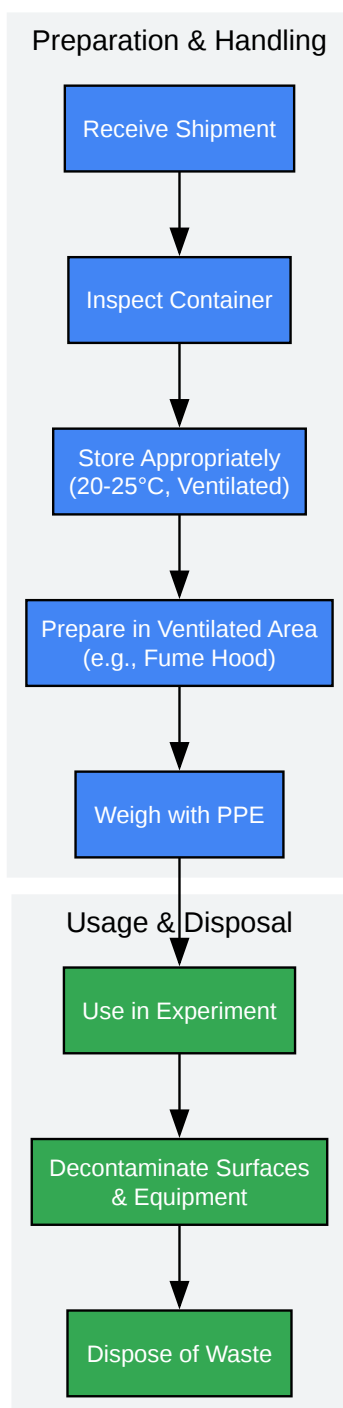 Preparation & Handling
Receive Shipment
Inspect Container
Store Appropriately
(20-25°C, Ventilated)
Prepare in Ventilated Area
(e.g., Fume Hood)
Weigh with PPE
Usage & Disposal
Use in Experiment
Decontaminate Surfaces
& Equipment
Dispose of Waste